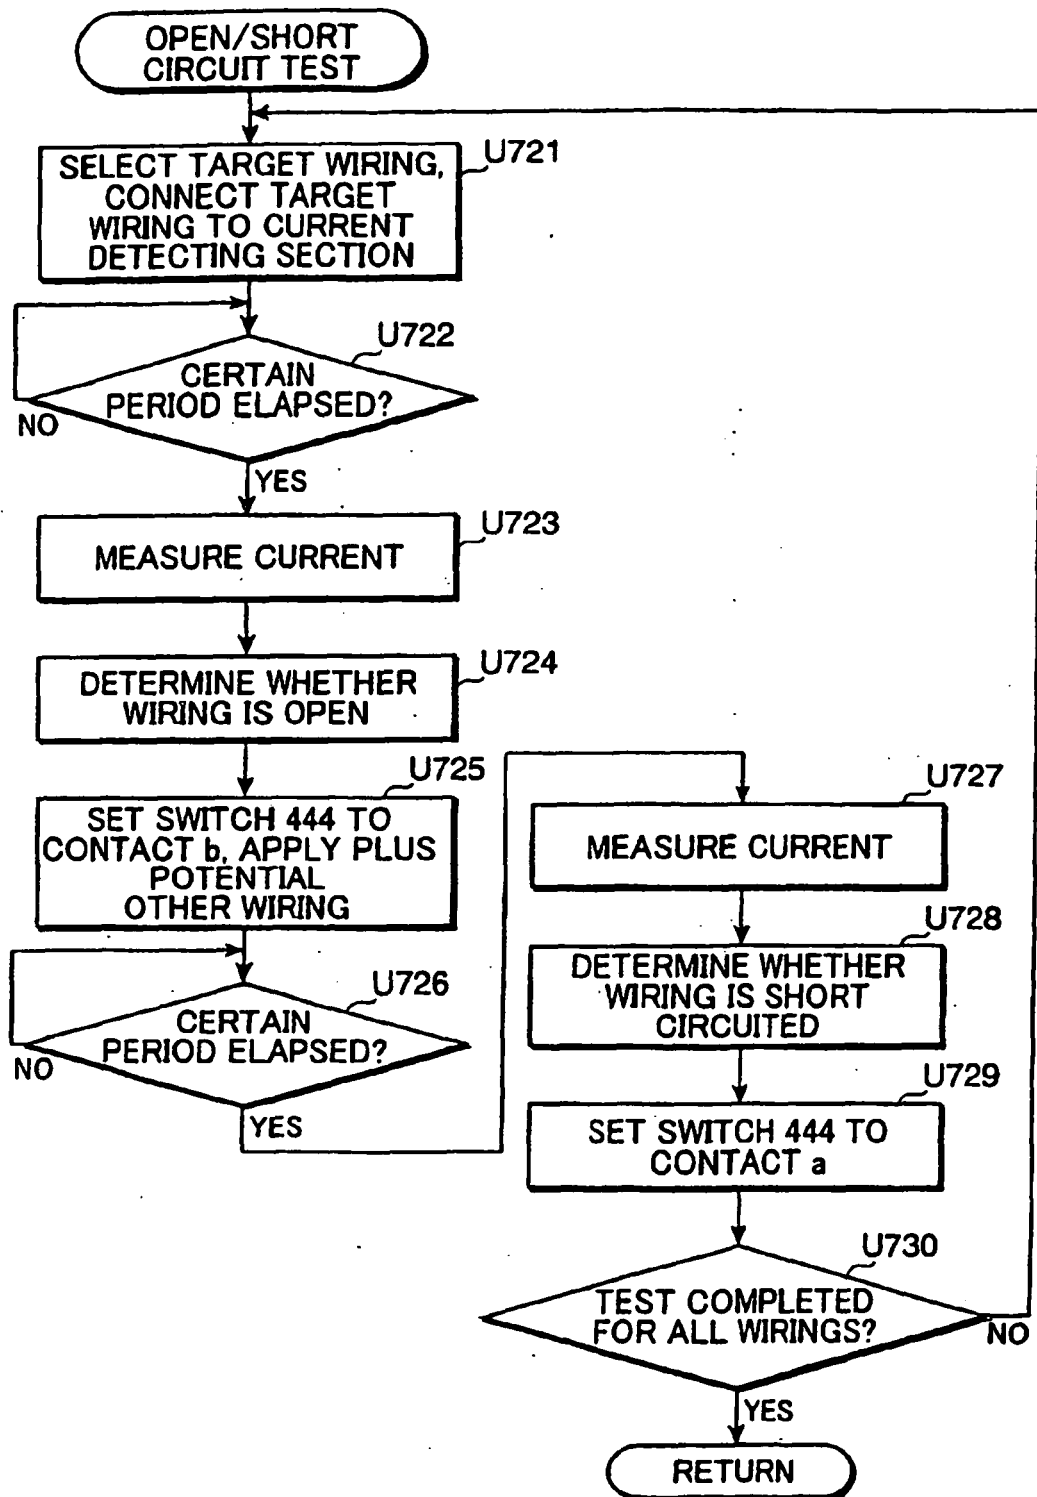 OPEN/SHORT
CIRCUIT TEST
U721
SELECT TARGET WIRING,
CONNECT TARGET
WIRING TO CURRENT
DETECTING SECTION
U722
CERTAIN
PERIOD ELAPSED?
NO
YES
U723
MEASURE CURRENT
U724
DETERMINE WHETHER
WIRING IS OPEN
U725
SET SWITCH 444 TO
CONTACT b, APPLY PLUS
POTENTIAL
OTHER WIRING
U726
CERTAIN
PERIOD ELAPSED?
NO
YES
U727
MEASURE CURRENT
U728
DETERMINE WHETHER
WIRING IS SHORT
CIRCUITED
U729
SET SWITCH 444 TO
CONTACT a
U730
TEST COMPLETED
FOR ALL WIRINGS?
NO
YES
RETURN